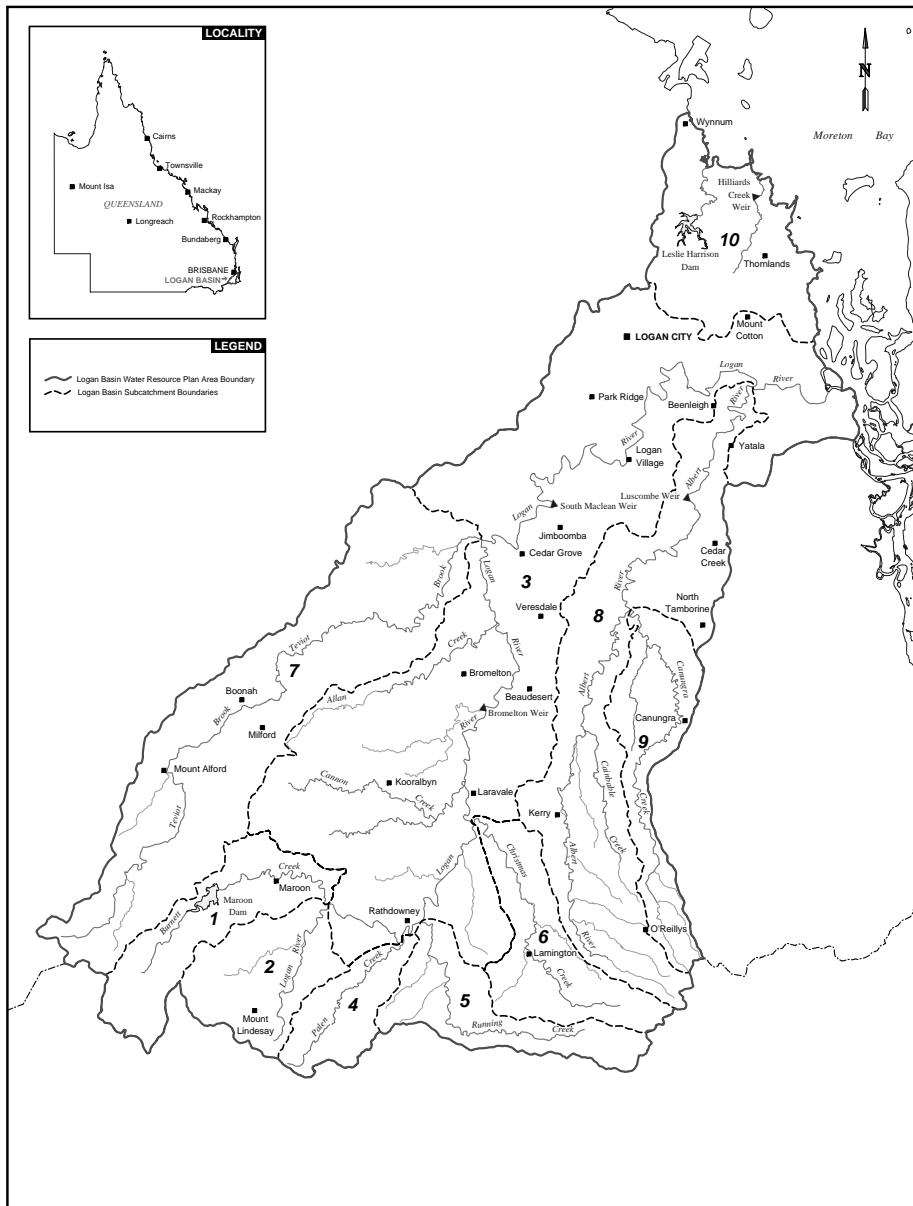 LOCALITY
Cairns
Townsville
Mount Isa
Mackay
QUEENSLAND
Longreach
Rockhampton
Bundaberg
BRISBANE
LOGAN BASIN
LEGEND
Logan Basin Water Resource Plan Area Boundary
Logan Basin Subcatchment Boundaries
N
Moreton Bay
Wynnum
Hilliards
Creek
Weir
10
Leslie Harrison
Dam
Thornlands
Mount
Cotton
LOGAN CITY
Logan
River
Park Ridge
Beenleigh
River
River
Logan
Village
Yatala
Albert
Luscombe Weir
South Maclean Weir
Logan
Jimboomba
Cedar Grove
Cedar
Creek
Logan
Brook
3
River
North
Tamborine
Veresdale
8
Teviot
Creek
River
7
Bromelton
Canungra
Boonah
Allan
Beaudesert
Albert
Brook
Bromelton Weir
River
Canungra
Milford
9
Mount Alford
Cannon
Kooralbyn
Cainbable
Laravale
Creek
Kerry
Creek
Teviot
Albert
Creek
Christmas
Logan
Creek
Maroon
Maroon
Dam
Burnett
1
Rathdowney
River
6
O'Reillys
River
Lamington
2
Creek
Logan
Creek
4
5
Mount
Lindesay
Palen
Running
Creek